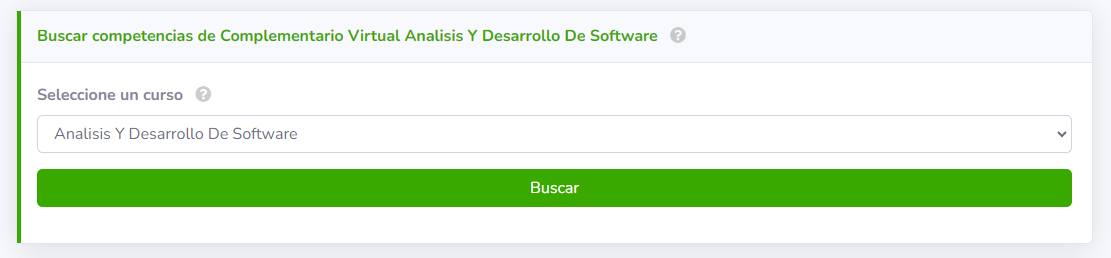 Buscar competencias de Complementario Virtual Analisis Y Desarrollo De Software ?
Seleccione un curso ?
Analisis Y Desarrollo De Software
Buscar